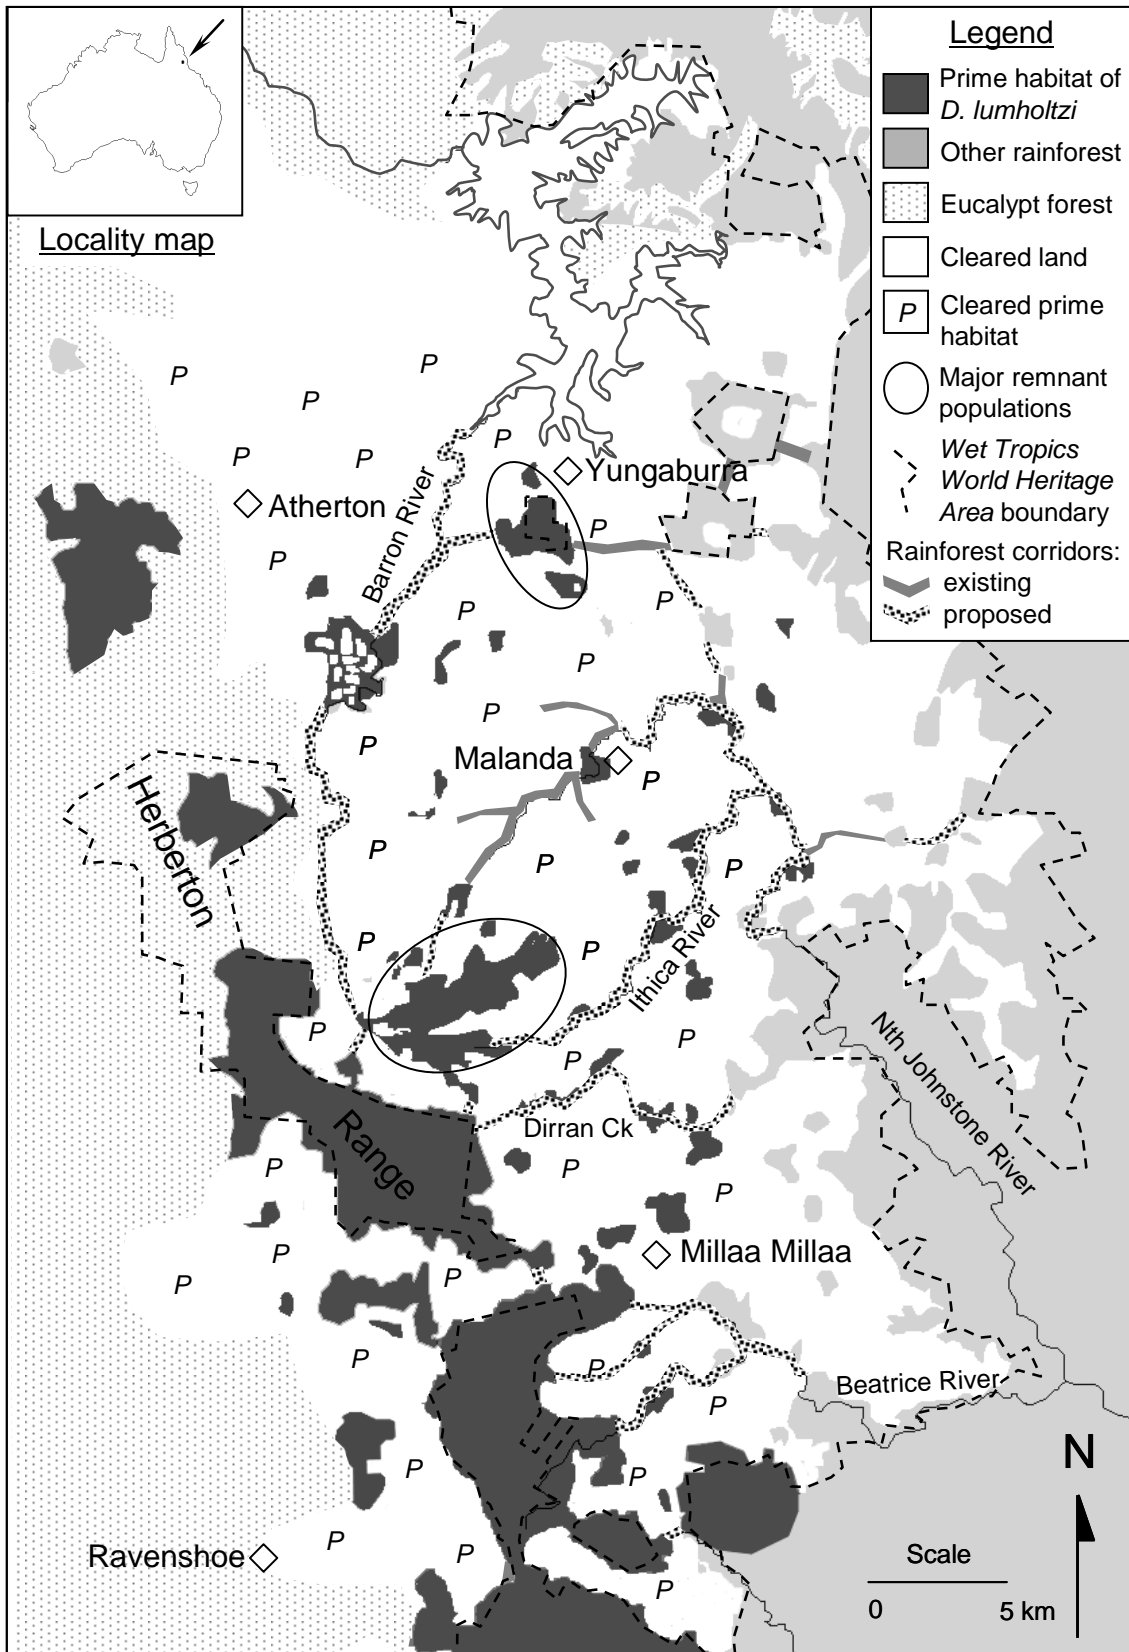 Locality map
Legend
Prime habitat of
D. lumholtzi
Other rainforest
Eucalypt forest
Cleared land
P
Cleared prime
habitat
Major remnant
populations
Wet Tropics
World Heritage
Area boundary
Rainforest corridors:
existing
proposed
P
P
P
P
P
P
Yungaburra
Atherton
Barron River
P
P
P
P
P
P
P
Malanda
P
Herberton
P
P
P
P
P
Ithica River
P
P
P
Nth Johnstone River
Range
Dirran Ck
P
P
P
P
Millaa Millaa
P
P
P
P
P
Beatrice River
P
P
P
N
P
Ravenshoe
P
P
Scale
0
5 km